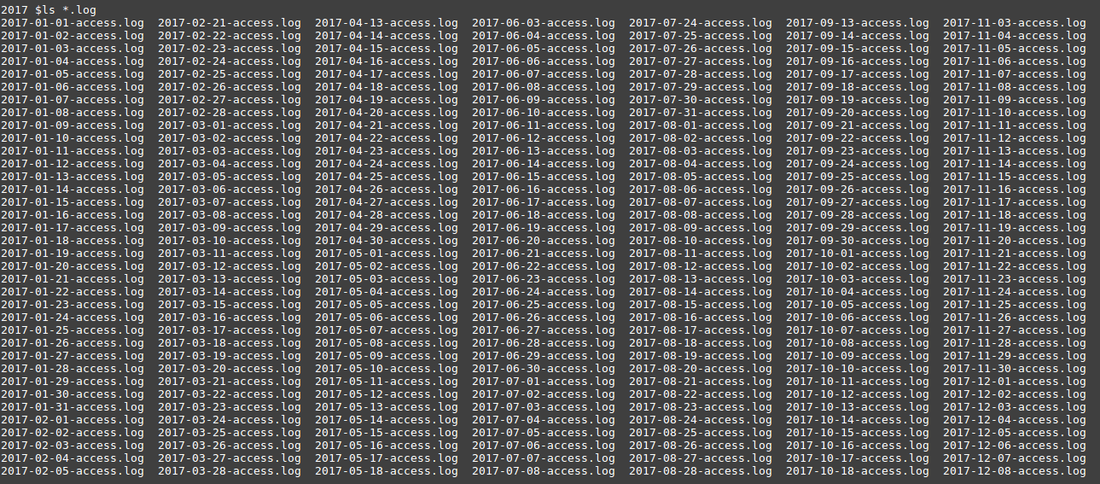 2017 $ls *.log
2017-01-01-access.log 2017-02-21-access.log 2017-04-13-access.log 2017-06-03-access.log 2017-07-24-access.log 2017-09-13-access.log 2017-11-03-access.log
2017-01-02-access.log 2017-02-22-access.log 2017-04-14-access.log 2017-06-04-access.log 2017-07-25-access.log 2017-09-14-access.log 2017-11-04-access.log
2017-01-03-access.log 2017-02-23-access.log 2017-04-15-access.log 2017-06-05-access.log 2017-07-26-access.log 2017-09-15-access.log 2017-11-05-access.log
2017-01-04-access.log 2017-02-24-access.log 2017-04-16-access.log 2017-06-06-access.log 2017-07-27-access.log 2017-09-16-access.log 2017-11-06-access.log
2017-01-05-access.log 2017-02-25-access.log 2017-04-17-access.log 2017-06-07-access.log 2017-07-28-access.log 2017-09-17-access.log 2017-11-07-access.log
2017-01-06-access.log 2017-02-26-access.log 2017-04-18-access.log 2017-06-08-access.log 2017-07-29-access.log 2017-09-18-access.log 2017-11-08-access.log
2017-01-07-access.log 2017-02-27-access.log 2017-04-19-access.log 2017-06-09-access.log 2017-07-30-access.log 2017-09-19-access.log 2017-11-09-access.log
2017-01-08-access.log 2017-02-28-access.log 2017-04-20-access.log 2017-06-10-access.log 2017-07-31-access.log 2017-09-20-access.log 2017-11-10-access.log
2017-01-09-access.log 2017-03-01-access.log 2017-04-21-access.log 2017-06-11-access.log 2017-08-01-access.log 2017-09-21-access.log 2017-11-11-access.log
2017-01-10-access.log 2017-03-02-access.log 2017-04-22-access.log 2017-06-12-access.log 2017-08-02-access.log 2017-09-22-access.log 2017-11-12-access.log
2017-01-11-access.log 2017-03-03-access.log 2017-04-23-access.log 2017-06-13-access.log 2017-08-03-access.log 2017-09-23-access.log 2017-11-13-access.log
2017-01-12-access.log 2017-03-04-access.log 2017-04-24-access.log 2017-06-14-access.log 2017-08-04-access.log 2017-09-24-access.log 2017-11-14-access.log
2017-01-13-access.log 2017-03-05-access.log 2017-04-25-access.log 2017-06-15-access.log 2017-08-05-access.log 2017-09-25-access.log 2017-11-15-access.log
2017-01-14-access.log 2017-03-06-access.log 2017-04-26-access.log 2017-06-16-access.log 2017-08-06-access.log 2017-09-26-access.log 2017-11-16-access.log
2017-01-15-access.log 2017-03-07-access.log 2017-04-27-access.log 2017-06-17-access.log 2017-08-07-access.log 2017-09-27-access.log 2017-11-17-access.log
2017-01-16-access.log 2017-03-08-access.log 2017-04-28-access.log 2017-06-18-access.log 2017-08-08-access.log 2017-09-28-access.log 2017-11-18-access.log
2017-01-17-access.log 2017-03-09-access.log 2017-04-29-access.log 2017-06-19-access.log 2017-08-09-access.log 2017-09-29-access.log 2017-11-19-access.log
2017-01-18-access.log 2017-03-10-access.log 2017-04-30-access.log 2017-06-20-access.log 2017-08-10-access.log 2017-09-30-access.log 2017-11-20-access.log
2017-01-19-access.log 2017-03-11-access.log 2017-05-01-access.log 2017-06-21-access.log 2017-08-11-access.log 2017-10-01-access.log 2017-11-21-access.log
2017-01-20-access.log 2017-03-12-access.log 2017-05-02-access.log 2017-06-22-access.log 2017-08-12-access.log 2017-10-02-access.log 2017-11-22-access.log
2017-01-21-access.log 2017-03-13-access.log 2017-05-03-access.log 2017-06-23-access.log 2017-08-13-access.log 2017-10-03-access.log 2017-11-23-access.log
2017-01-22-access.log 2017-03-14-access.log 2017-05-04-access.log 2017-06-24-access.log 2017-08-14-access.log 2017-10-04-access.log 2017-11-24-access.log
2017-01-23-access.log 2017-03-15-access.log 2017-05-05-access.log 2017-06-25-access.log 2017-08-15-access.log 2017-10-05-access.log 2017-11-25-access.log
2017-01-24-access.log 2017-03-16-access.log 2017-05-06-access.log 2017-06-26-access.log 2017-08-16-access.log 2017-10-06-access.log 2017-11-26-access.log
2017-01-25-access.log 2017-03-17-access.log 2017-05-07-access.log 2017-06-27-access.log 2017-08-17-access.log 2017-10-07-access.log 2017-11-27-access.log
2017-01-26-access.log 2017-03-18-access.log 2017-05-08-access.log 2017-06-28-access.log 2017-08-18-access.log 2017-10-08-access.log 2017-11-28-access.log
2017-01-27-access.log 2017-03-19-access.log 2017-05-09-access.log 2017-06-29-access.log 2017-08-19-access.log 2017-10-09-access.log 2017-11-29-access.log
2017-01-28-access.log 2017-03-20-access.log 2017-05-10-access.log 2017-06-30-access.log 2017-08-20-access.log 2017-10-10-access.log 2017-11-30-access.log
2017-01-29-access.log 2017-03-21-access.log 2017-05-11-access.log 2017-07-01-access.log 2017-08-21-access.log 2017-10-11-access.log 2017-12-01-access.log
2017-01-30-access.log 2017-03-22-access.log 2017-05-12-access.log 2017-07-02-access.log 2017-08-22-access.log 2017-10-12-access.log 2017-12-02-access.log
2017-01-31-access.log 2017-03-23-access.log 2017-05-13-access.log 2017-07-03-access.log 2017-08-23-access.log 2017-10-13-access.log 2017-12-03-access.log
2017-02-01-access.log 2017-03-24-access.log 2017-05-14-access.log 2017-07-04-access.log 2017-08-24-access.log 2017-10-14-access.log 2017-12-04-access.log
2017-02-02-access.log 2017-03-25-access.log 2017-05-15-access.log 2017-07-05-access.log 2017-08-25-access.log 2017-10-15-access.log 2017-12-05-access.log
2017-02-03-access.log 2017-03-26-access.log 2017-05-16-access.log 2017-07-06-access.log 2017-08-26-access.log 2017-10-16-access.log 2017-12-06-access.log
2017-02-04-access.log 2017-03-27-access.log 2017-05-17-access.log 2017-07-07-access.log 2017-08-27-access.log 2017-10-17-access.log 2017-12-07-access.log
2017-02-05-access.log 2017-03-28-access.log 2017-05-18-access.log 2017-07-08-access.log 2017-08-28-access.log 2017-10-18-access.log 2017-12-08-access.log